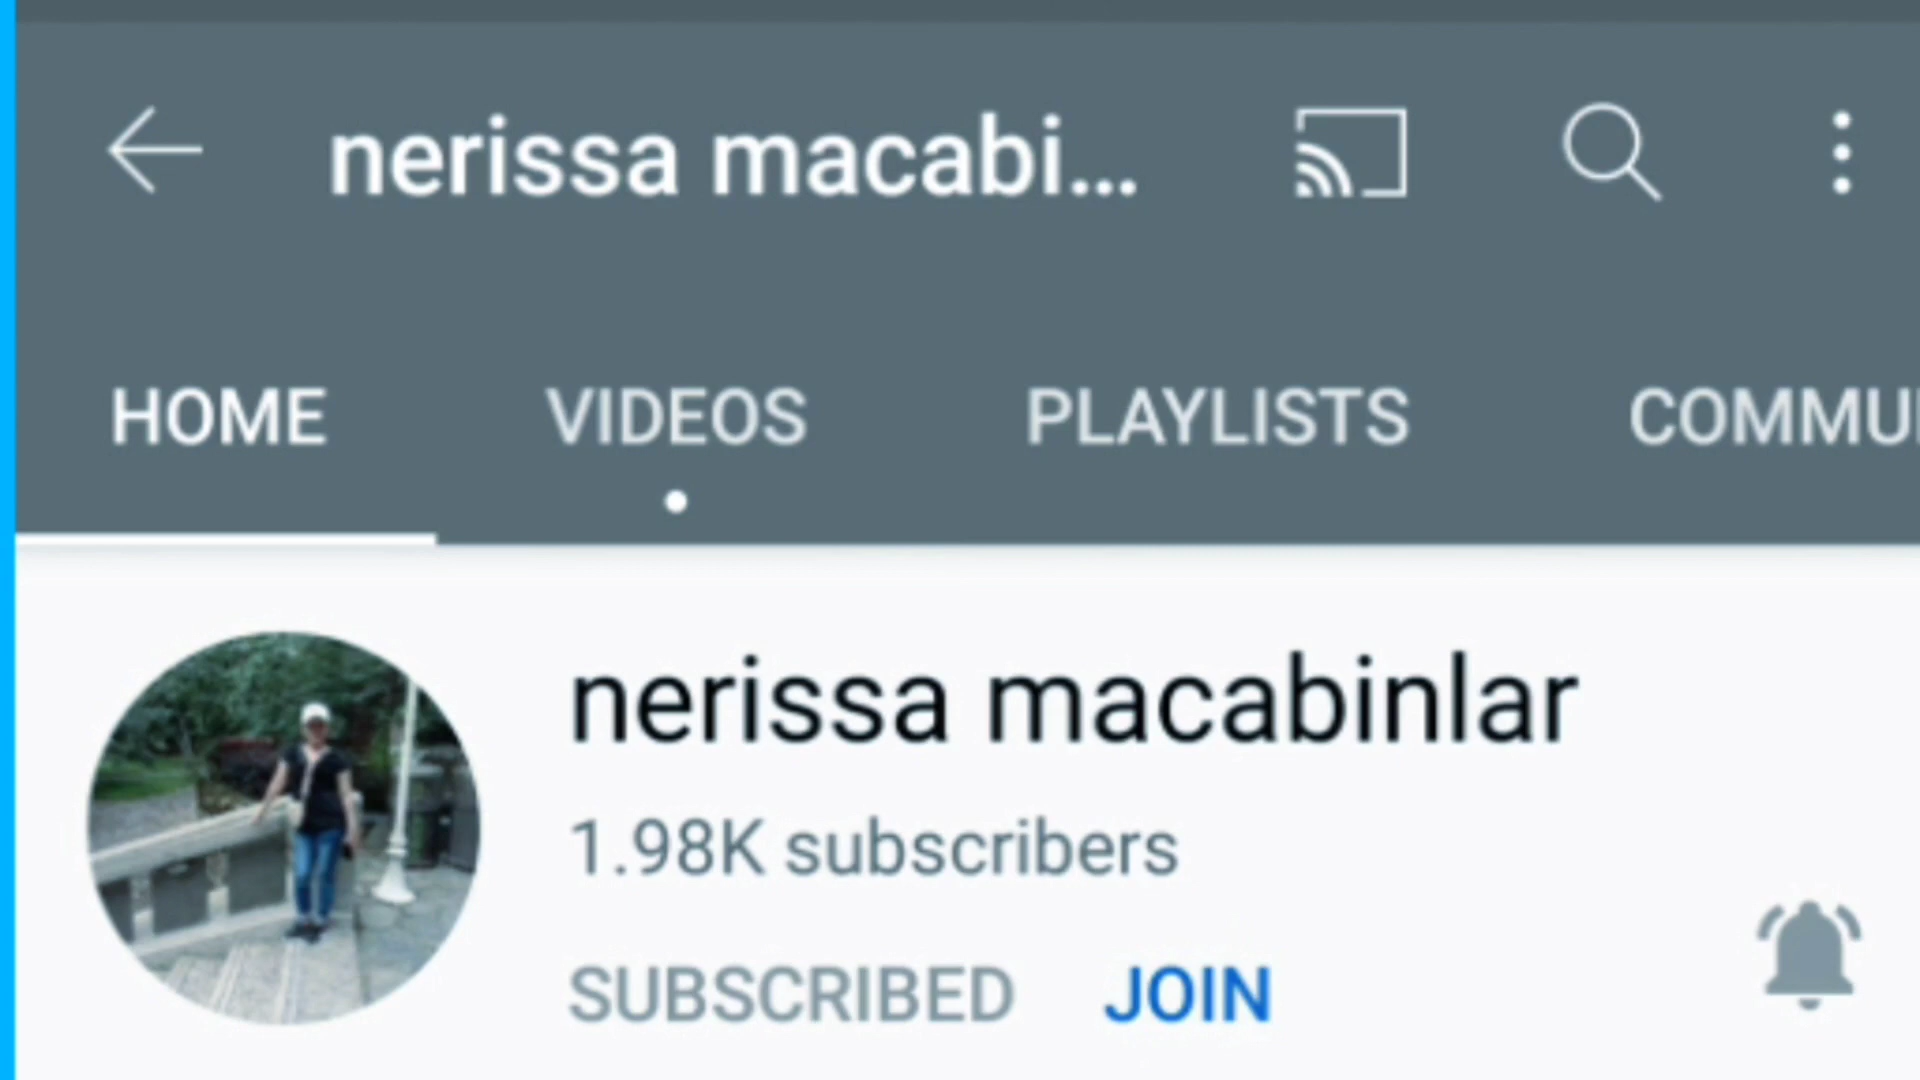 nerissa macabi...
HOME VIDEOS PLAYLISTS COMMU
nerissa macabinlar
1.98K subscribers
SUBSCRIBED JOIN